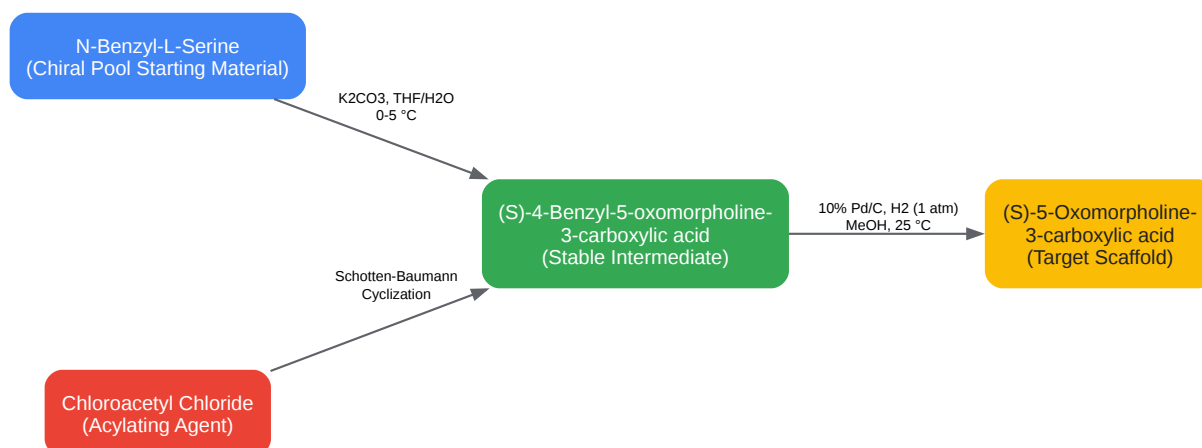 N-Benzyl-L-Serine
(Chiral Pool Starting Material)
K2CO3, THF/H2O
0-5 °C
(S)-4-Benzyl-5-oxomorpholine-
3-carboxylic acid
(Stable Intermediate)
10% Pd/C, H2 (1 atm)
MeOH, 25 °C
(S)-5-Oxomorpholine-
3-carboxylic acid
(Target Scaffold)
Schotten-Baumann
Cyclization
Chloroacetyl Chloride
(Acylating Agent)